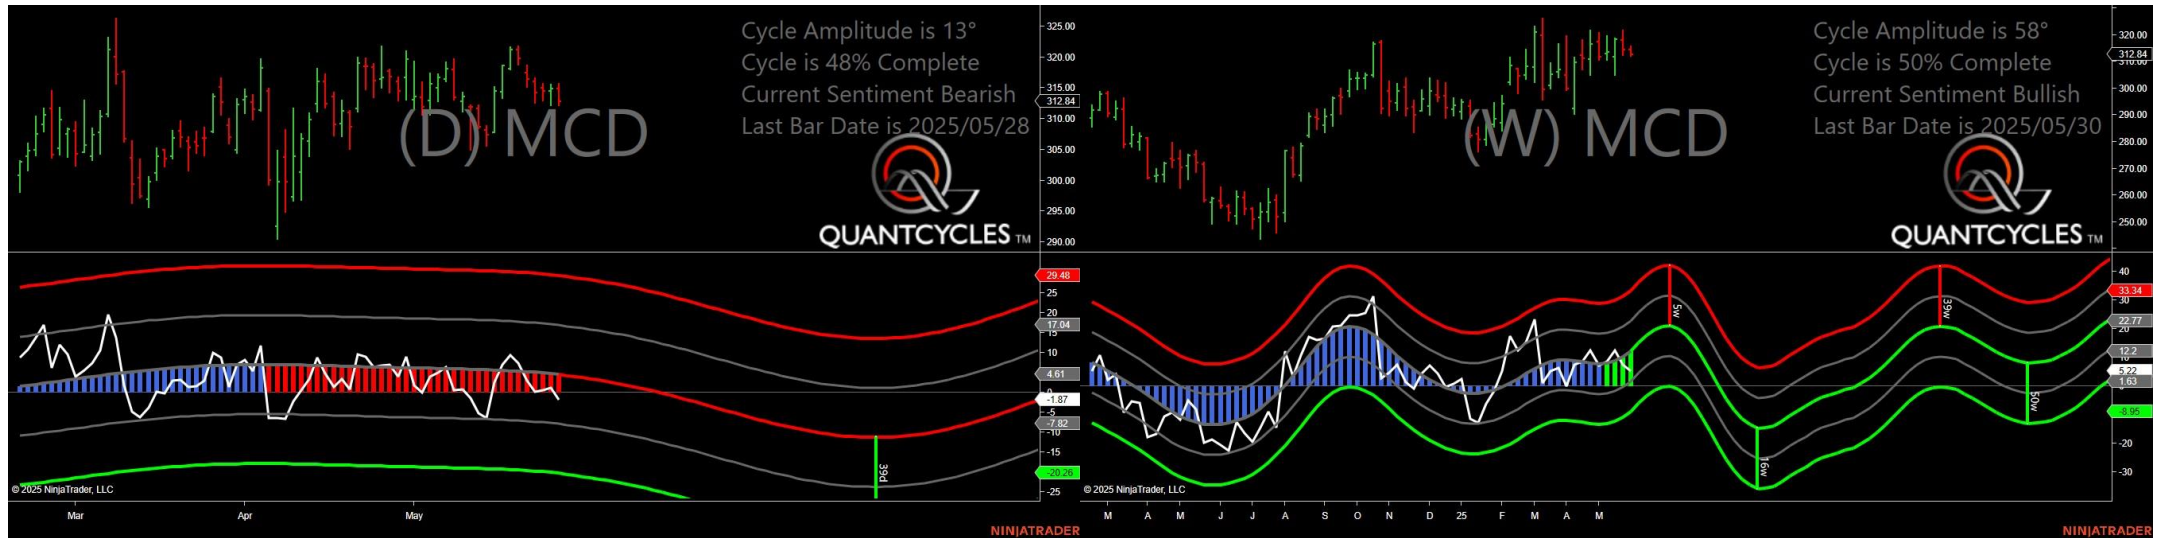 Cycle Amplitude is 13°
Cycle is 48% Complete
Current Sentiment Bearish
Last Bar Date is 2025/05/28
(D) MCD
QUANTCYCLES TM
325.00
320.00
315.00
312.84
310.00
305.00
300.00
295.00
290.00
29.48
25
20
17.04
15
10
4.61
0
-1.87
-5
-7.82
-10
-15
-20.26
-25
39d
© 2025 NinjaTrader, LLC
Mar Apr May
NINJATRADER
Cycle Amplitude is 58°
Cycle is 50% Complete
Current Sentiment Bullish
Last Bar Date is 2025/05/30
(W) MCD
QUANTCYCLES TM
320.00
312.84
310.00
300.00
290.00
280.00
270.00
260.00
250.00
40
33.34
30
22.77
20
12.2
5.22
1.63
-8.95
-20
-30
5w
16w
39w
50w
© 2025 NinjaTrader, LLC
M A M J J A S O N D 25 F M A M
NINJATRADER